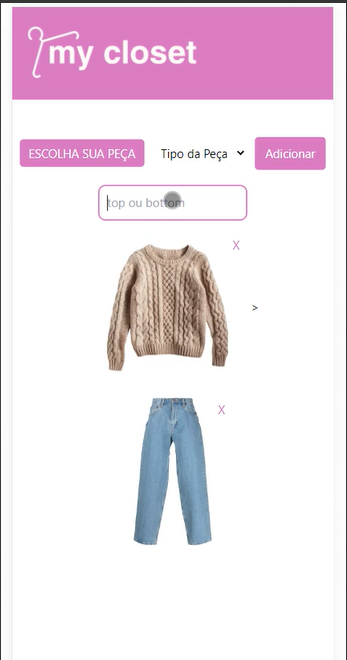 my closet
ESCOLHA SUA PEÇA Tipo da Peça Adicionar
top ou bottom
X
>
X